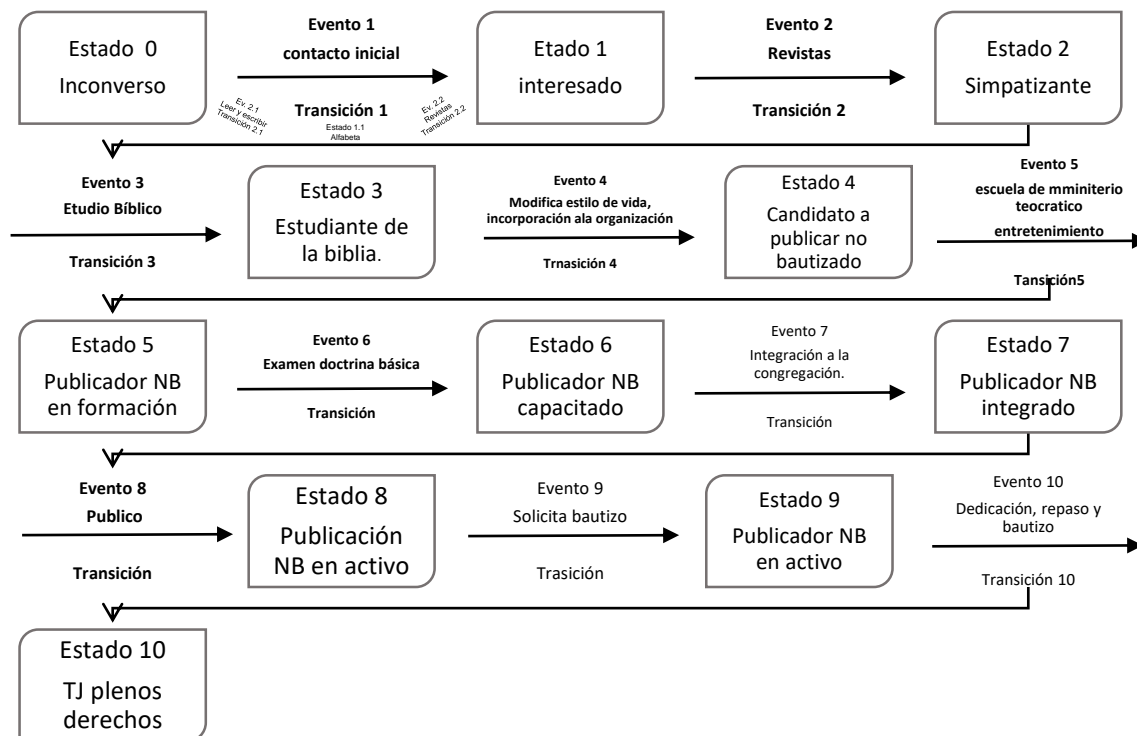 Estado 0
Inconverso
Evento 1
contacto inicial
Transición 1
Ev. 2.1
Leer y escribir
Transición 2.1
Estado 1.1
Alfabeta
Ev. 2.2
Revistas
Transición 2.2
Etado 1
interesado
Evento 2
Revistas
Transición 2
Estado 2
Simpatizante
Evento 3
Etudio Bíblico
Transición 3
Estado 3
Estudiante de
la biblia.
Evento 4
Modifica estilo de vida,
incorporación ala organización
Trnasición 4
Estado 4
Candidato a
publicar no
bautizado
Evento 5
escuela de mministerio
teocratico
entretenimiento
Tansición5
Estado 5
Publicador NB
en formación
Evento 6
Examen doctrina básica
Transición
Estado 6
Publicador NB
capacitado
Evento 7
Integración a la
congregación.
Transición
Estado 7
Publicador NB
integrado
Evento 8
Publico
Transición
Estado 8
Publicación
NB en activo
Evento 9
Solicita bautizo
Trasición
Estado 9
Publicador NB
en activo
Evento 10
Dedicación, repaso y
bautizo
Transición 10
Estado 10
TJ plenos
derechos